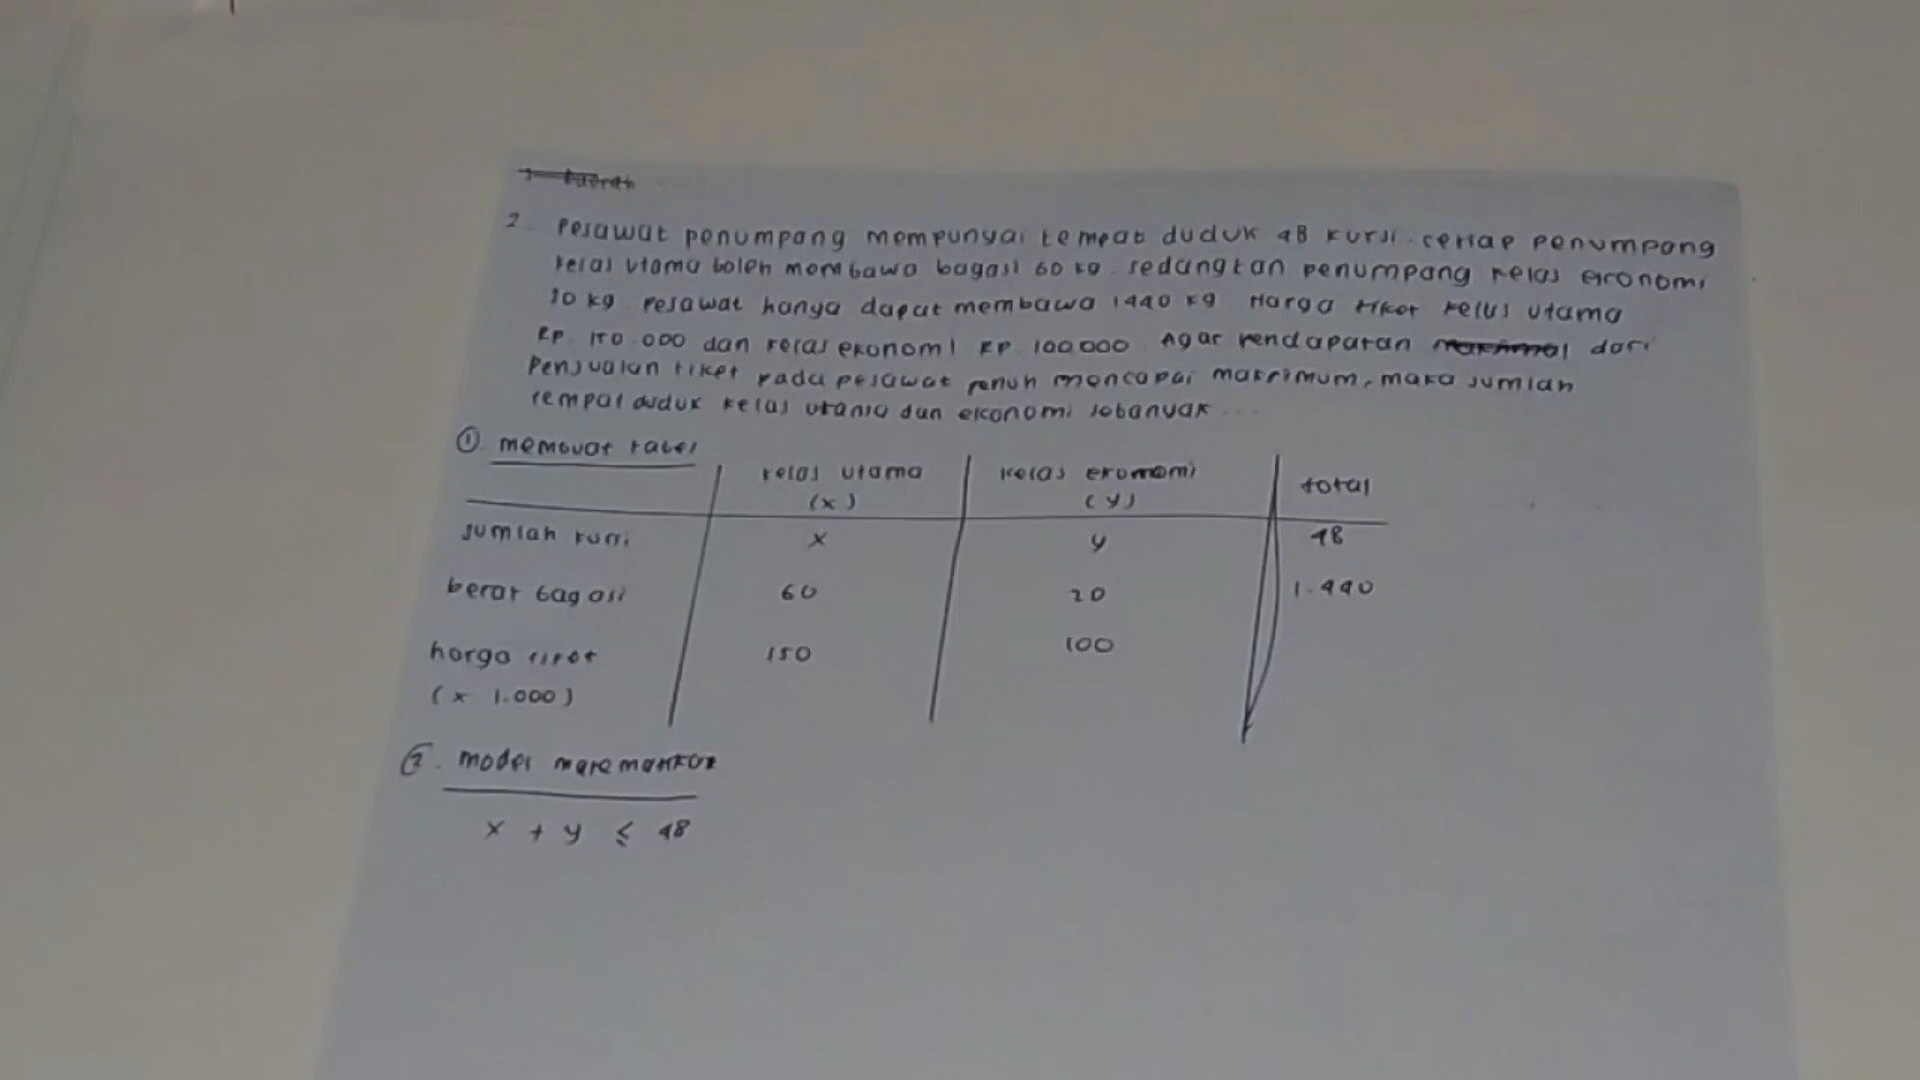 2. Pesawat penumpang mempunyai tempat duduk 48 kursi. setiap penumpang
kelas utama boleh membawa bagasi 60 kg. sedangkan penumpang kelas ekonomi
20 kg. pesawat hanya dapat membawa 1440 kg. Harga tiket kelas utama
Rp. 150.000 dan kelas ekonomi Rp. 100.000. Agar pendapatan dari
Penjualan tiket pada pesawat penuh mencapai maksimum, maka jumlah
tempat duduk kelas utama dan ekonomi sebanyak ...
① membuat tabel
kelas utama (x) kelas ekonomi (y) total
jumlah kursi x y 48
berat bagasi 60 20 1.440
harga tiket 150 100
(x 1.000)
②. model matematika
x + y ≤ 48